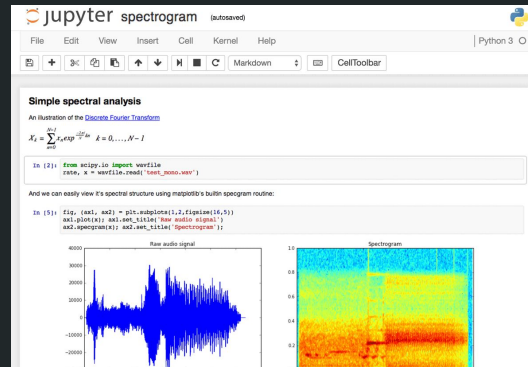 jupyter spectrogram (autosaved)
File Edit View Insert Cell Kernel Help Python 3
Markdown CellToolbar
Simple spectral analysis
An illustration of the Discrete Fourier Transform
k = 0, . . . , N − 1
In [2]: from scipy.io import wavfile
rate, x = wavfile.read('test_mono.wav')
And we can easily view it's spectral structure using matplotlib's builtin specgram routine:
In [5]: fig, (ax1, ax2) = plt.subplots(1,2,figsize(16,5))
ax1.plot(x); ax1.set_title('Raw audio signal')
ax2.specgram(x); ax2.set_title('Spectrogram');
Raw audio signal Spectrogram
40000 1.0
30000
0.8
20000
10000 0.6
0
0.4
−10000
−20000 0.2